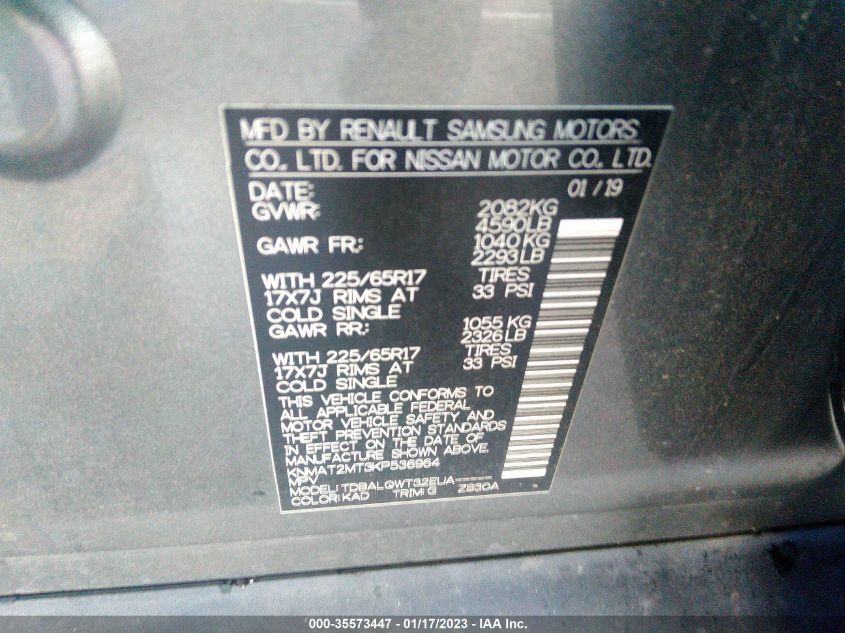 MFD BY RENAULT SAMSUNG MOTORS
CO., LTD. FOR NISSAN MOTOR CO., LTD.
DATE: 01/19
GVWR: 2082KG
4590LB
GAWR FR: 1040 KG
2293 LB
WITH 225/65R17 TIRES
17X7J RIMS AT 33 PSI
COLD SINGLE
GAWR RR: 1055 KG
2326 LB
WITH 225/65R17 TIRES
17X7J RIMS AT 33 PSI
COLD SINGLE
THIS VEHICLE CONFORMS TO
ALL APPLICABLE FEDERAL
MOTOR VEHICLE SAFETY AND
THEFT PREVENTION STANDARDS
IN EFFECT ON THE DATE OF
MANUFACTURE SHOWN ABOVE.
KNMAT2MT3KP536964
MPV
MODEL: TDBALGWT32EUA-----
COLOR: KAD TRIM: G Z830A
000-35573447 - 01/17/2023 - IAA Inc.